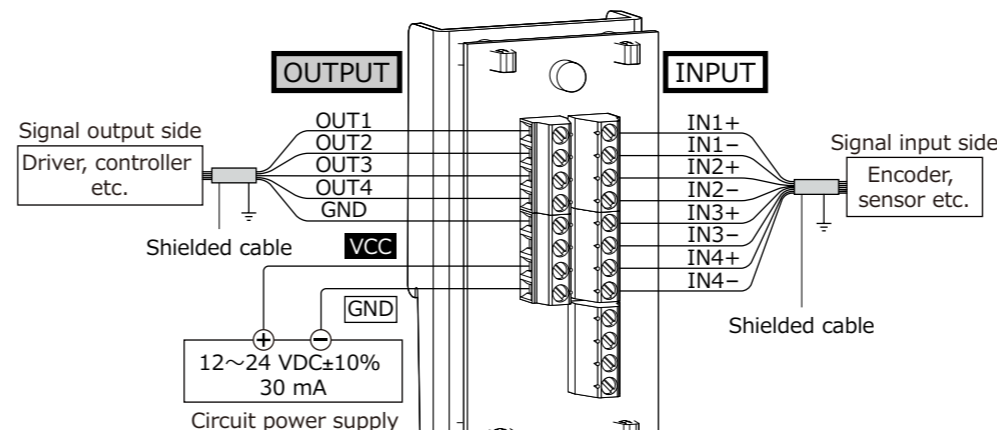 OUTPUT
INPUT
Signal output side
Driver, controller
etc.
Shielded cable
OUT1
OUT2
OUT3
OUT4
GND
VCC
GND
12～24 VDC±10%
30 mA
Circuit power supply
IN1+
IN1−
IN2+
IN2−
IN3+
IN3−
IN4+
IN4−
Signal input side
Encoder,
sensor etc.
Shielded cable